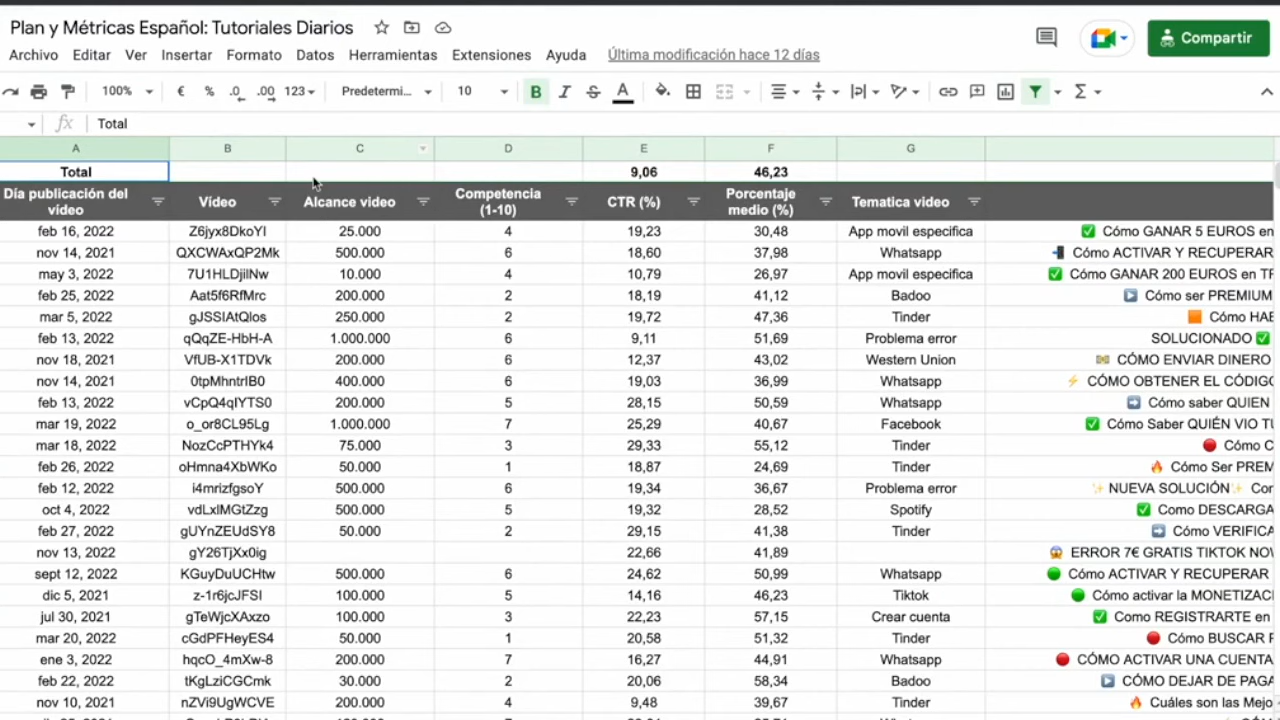 Plan y Métricas Español: Tutoriales Diarios
Archivo Editar Ver Insertar Formato Datos Herramientas Extensiones Ayuda Última modificación hace 12 días
Compartir
100% € % .0 .00 123 Predetermi... 10 B I S A
fx Total
A B C D E F G
Total 9,06 46,23
Día publicación del vídeo Vídeo Alcance video Competencia (1-10) CTR (%) Porcentaje medio (%) Tematica video
feb 16, 2022 Z6jyx8DkoYI 25.000 4 19,23 30,48 App movil especifica ✅ Cómo GANAR 5 EUROS en
nov 14, 2021 QXCWAxQP2Mk 500.000 6 18,60 37,98 Whatsapp 📲 Cómo ACTIVAR Y RECUPERAR
may 3, 2022 7U1HLDjilNw 10.000 4 10,79 26,97 App movil especifica ✅ Cómo GANAR 200 EUROS en TF
feb 25, 2022 Aat5f6RfMrc 200.000 2 18,19 41,12 Badoo ▶️ Cómo ser PREMIUM
mar 5, 2022 gJSSIAtQlos 250.000 2 19,72 47,36 Tinder 🟧 Cómo HAB
feb 13, 2022 qQqZE-HbH-A 1.000.000 6 9,11 51,69 Problema error SOLUCIONADO ✅
nov 18, 2021 VfUB-X1TDVk 200.000 6 12,37 43,02 Western Union 💴 CÓMO ENVIAR DINERO
nov 14, 2021 0tpMhntrIB0 400.000 6 19,03 36,99 Whatsapp ⚡ CÓMO OBTENER EL CÓDIGO
feb 13, 2022 vCpQ4qIYTS0 200.000 5 28,15 50,59 Whatsapp ➡️ Cómo saber QUIEN
mar 19, 2022 o_or8CL95Lg 1.000.000 7 25,29 40,67 Facebook ✅ Cómo Saber QUIÉN VIO TU
mar 18, 2022 NozCcPTHYk4 75.000 3 29,33 55,12 Tinder 🔴 Cómo C
feb 26, 2022 oHmna4XbWKo 50.000 1 18,87 24,69 Tinder 🔥 Cómo Ser PREM
feb 12, 2022 i4mrizfgsoY 500.000 6 19,34 36,67 Problema error ✨ NUEVA SOLUCIÓN✨ Cor
oct 4, 2022 vdLxlMGtZzg 500.000 5 19,32 28,52 Spotify ✅ Como DESCARGA
feb 27, 2022 gUYnZEUdSY8 50.000 2 29,15 41,38 Tinder ➡️ Cómo VERIFICA
nov 13, 2022 gY26TjXx0ig 22,66 41,89 😱 ERROR 7€ GRATIS TIKTOK NOV
sept 12, 2022 KGuyDuUCHtw 500.000 6 24,62 50,99 Whatsapp 🟢 Cómo ACTIVAR Y RECUPERAR
dic 5, 2021 z-1r6jcJFSI 100.000 5 14,16 46,23 Tiktok 🟢 Cómo activar la MONETIZACI
jul 30, 2021 gTeWjcXAxzo 100.000 3 22,23 57,15 Crear cuenta ✅ Como REGISTRARTE en
mar 20, 2022 cGdPFHeyES4 50.000 1 20,58 51,32 Tinder 🔴 Cómo BUSCAR P
ene 3, 2022 hqcO_4mXw-8 200.000 7 16,27 44,91 Whatsapp 🔴 CÓMO ACTIVAR UNA CUENTA
feb 22, 2022 tKgLziCGCmk 30.000 2 20,06 58,34 Badoo ▶️ CÓMO DEJAR DE PAGA
nov 10, 2021 nZVi9UgWCVE 200.000 4 9,48 39,67 Tinder 🔥 Cuáles son las Mejo